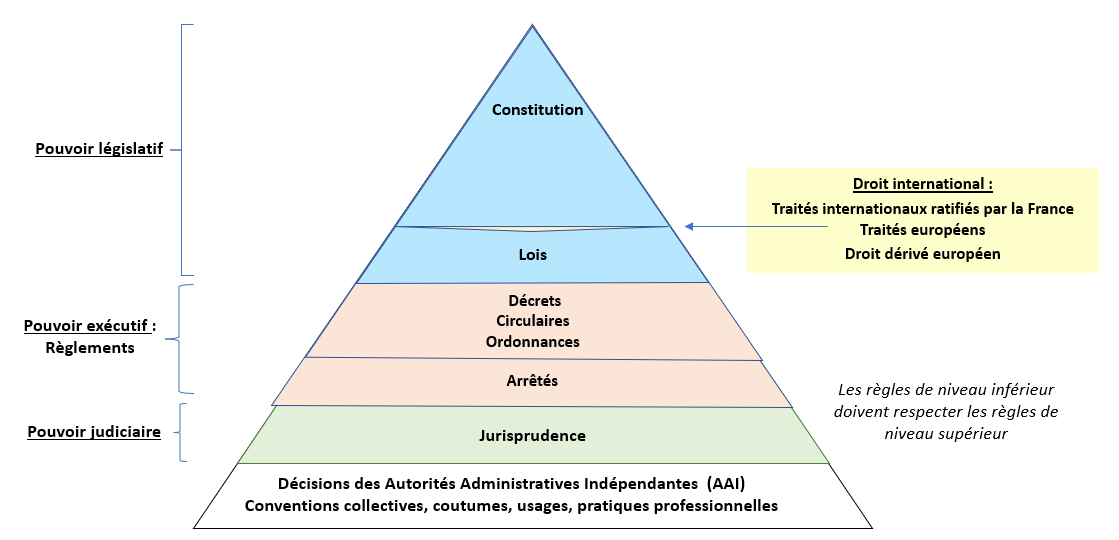 Constitution
Pouvoir législatif
Droit international :
Traités internationaux ratifiés par la France
Traités européens
Droit dérivé européen
Lois
Décrets
Circulaires
Ordonnances
Pouvoir exécutif :
Règlements
Arrêtés
Les règles de niveau inférieur
doivent respecter les règles de
niveau supérieur
Pouvoir judiciaire
Jurisprudence
Décisions des Autorités Administratives Indépendantes (AAI)
Conventions collectives, coutumes, usages, pratiques professionnelles